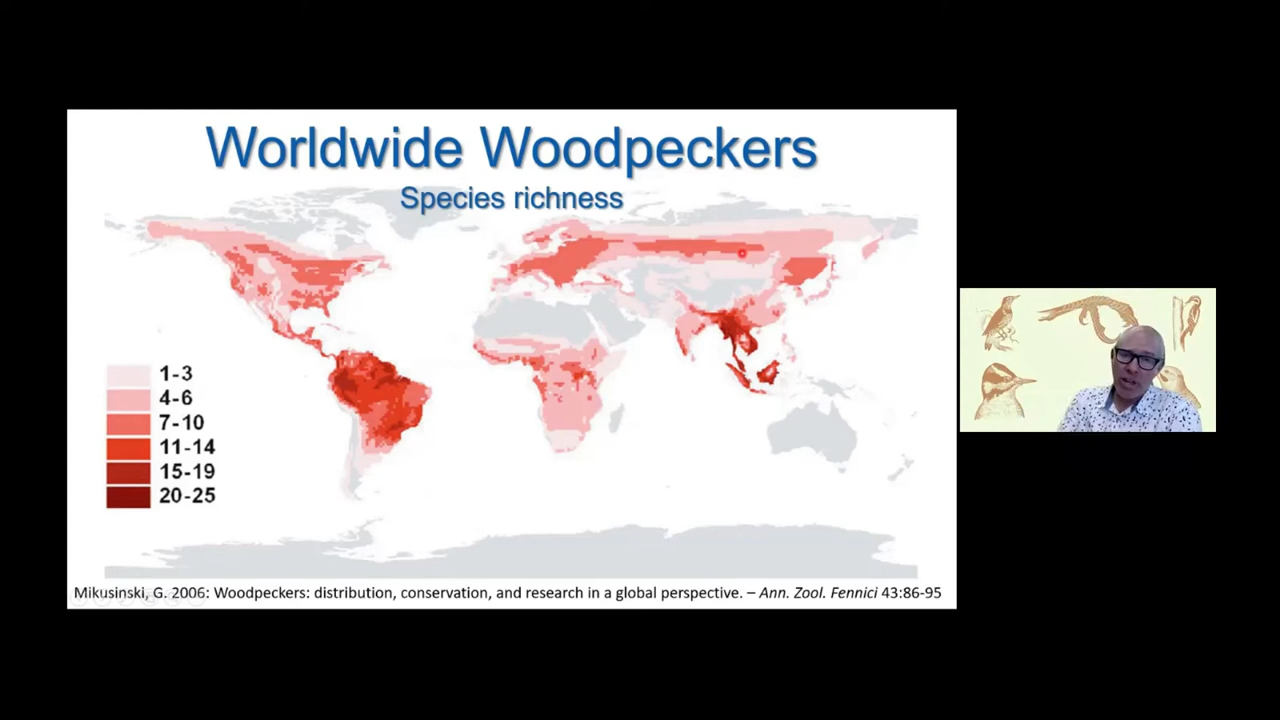 Worldwide Woodpeckers
Species richness
1-3
4-6
7-10
11-14
15-19
20-25
Mikusinski, G. 2006: Woodpeckers: distribution, conservation, and research in a global perspective. – Ann. Zool. Fennici 43:86-95